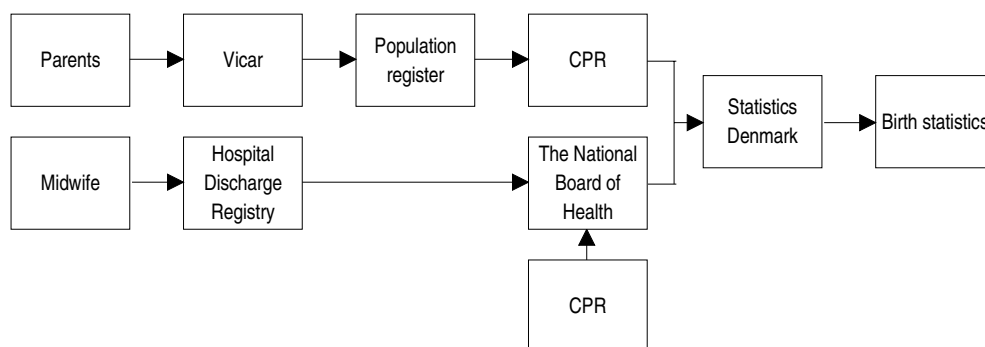 Parents
Vicar
Population
register
CPR
Statistics
Denmark
Birth statistics
Midwife
Hospital
Discharge
Registry
The National
Board of
Health
CPR